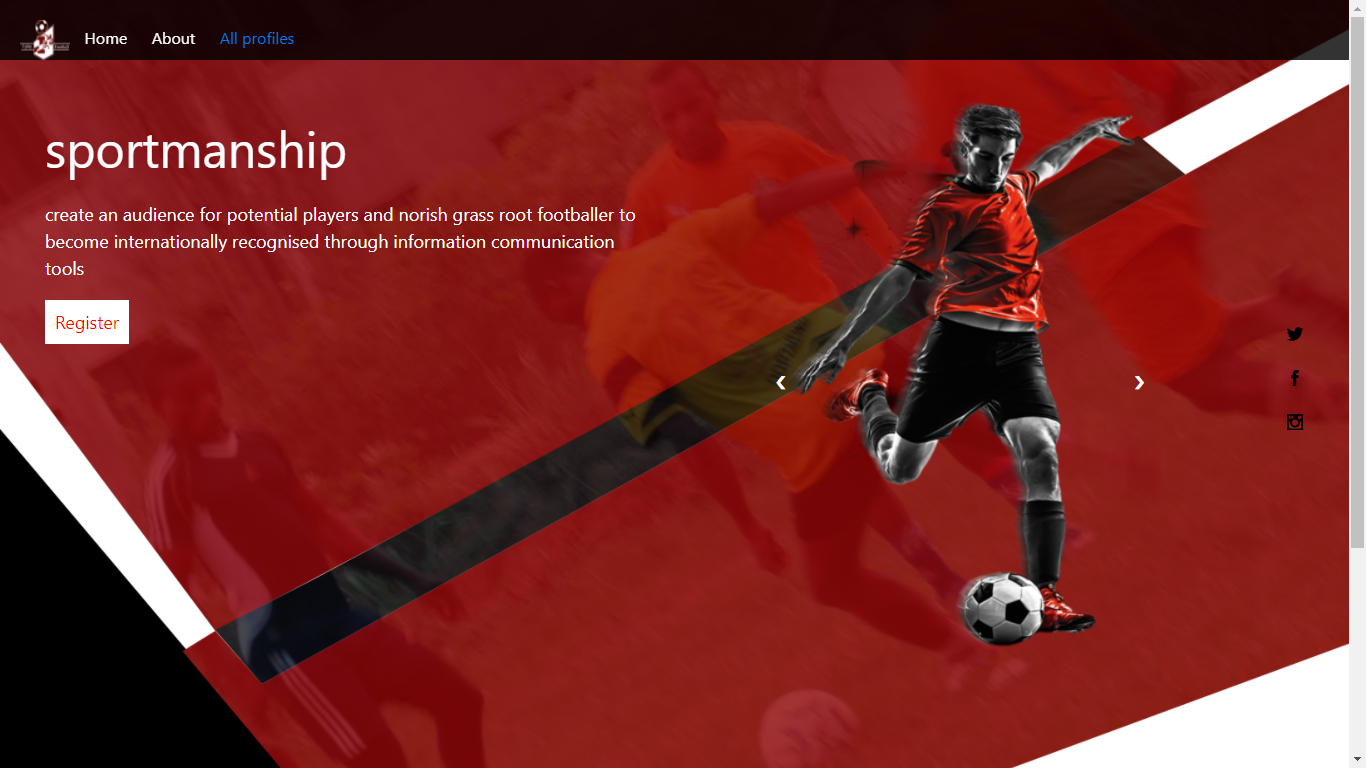 Home About All profiles
sportmanship
create an audience for potential players and norish grass root footballer to
become internationally recognised through information communication
tools
Register